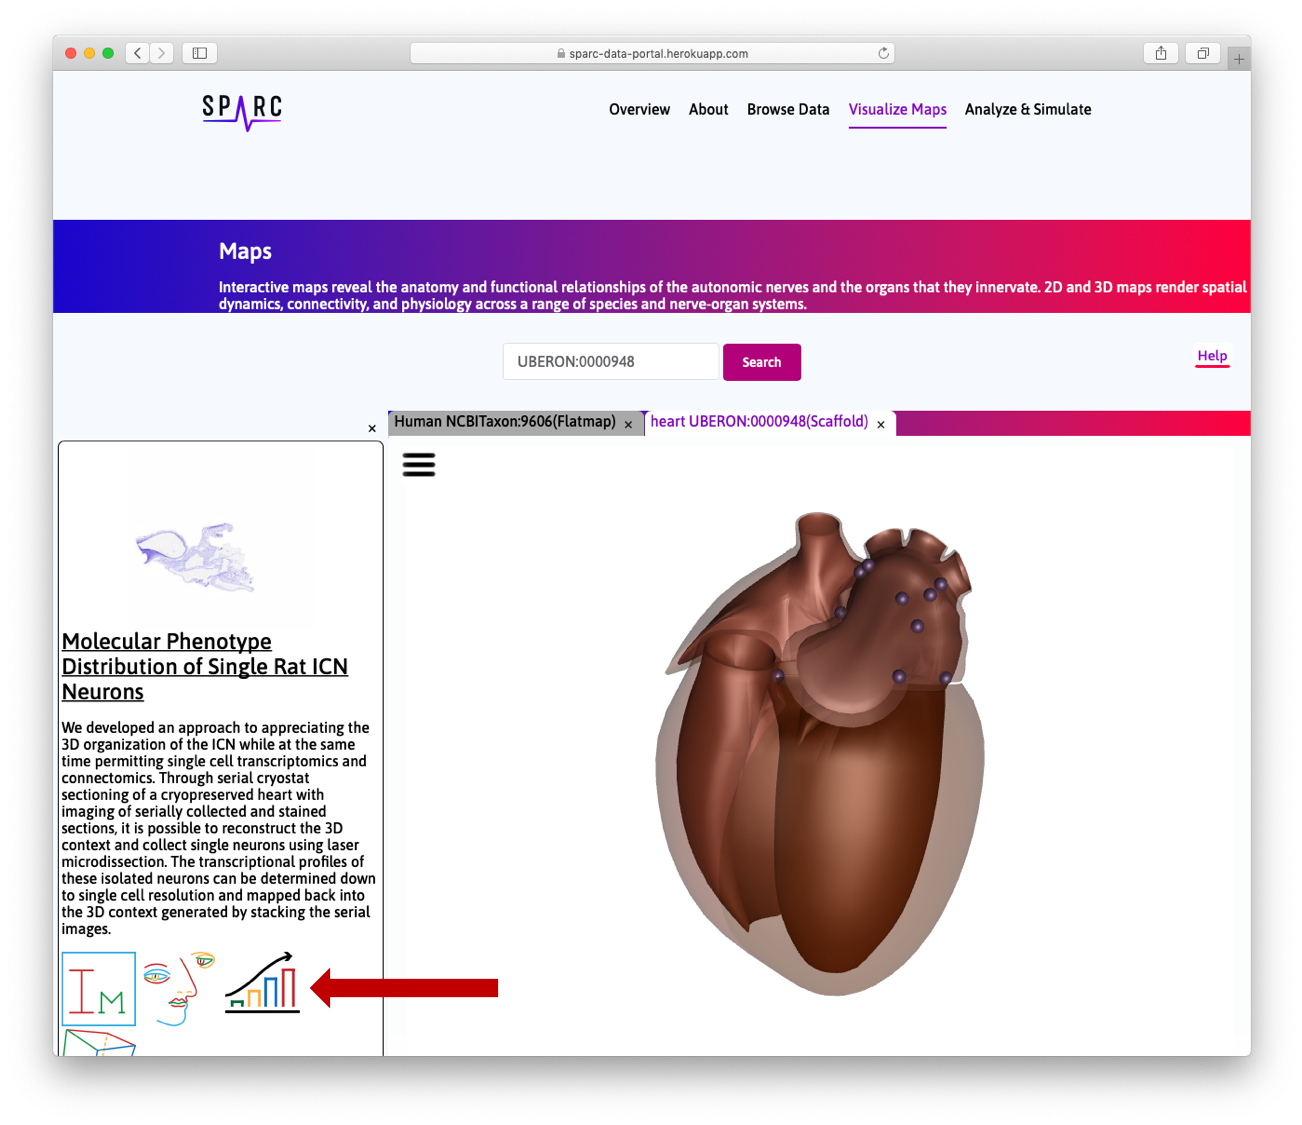 sparc-data-portal.herokuapp.com
SPARC
Overview About Browse Data Visualize Maps Analyze & Simulate
Maps
Interactive maps reveal the anatomy and functional relationships of the autonomic nerves and the organs that they innervate. 2D and 3D maps render spatial
dynamics, connectivity, and physiology across a range of species and nerve-organ systems.
UBERON:0000948 Search
Help
Human NCBITaxon:9606(Flatmap) × heart UBERON:0000948(Scaffold) ×
×
Molecular Phenotype
Distribution of Single Rat ICN
Neurons
We developed an approach to appreciating the
3D organization of the ICN while at the same
time permitting single cell transcriptomics and
connectomics. Through serial cryostat
sectioning of a cryopreserved heart with
imaging of serially collected and stained
sections, it is possible to reconstruct the 3D
context and collect single neurons using laser
microdissection. The transcriptional profiles of
these isolated neurons can be determined down
to single cell resolution and mapped back into
the 3D context generated by stacking the serial
images.
IM